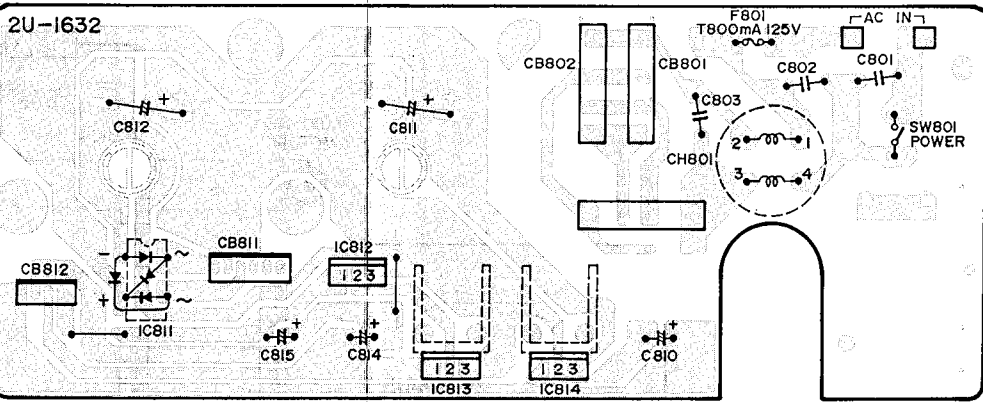 2U-1632
F801
T800mA 125V
AC IN
CB802
CB801
C802
C801
C803
C812
+
C811
+
SW801
POWER
2
1
CH801
3
4
CB811
IC812
CB812
-
~
1 2 3
+
~
IC811
+
C815
+
C814
1 2 3
IC813
1 2 3
IC814
+
C810